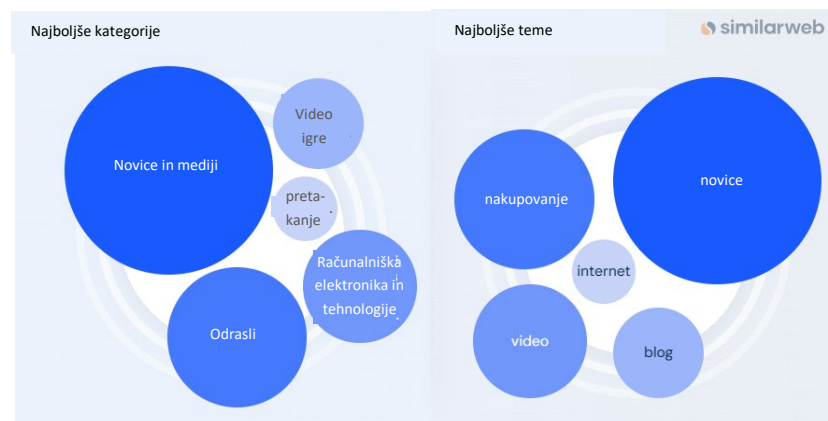 Najboljše kategorije
Video
igre
Novice in mediji
preta-
kanje
Računalniška
elektronika in
tehnologije
Odrasli
Najboljše teme
similarweb
novice
nakupovanje
internet
video
blog